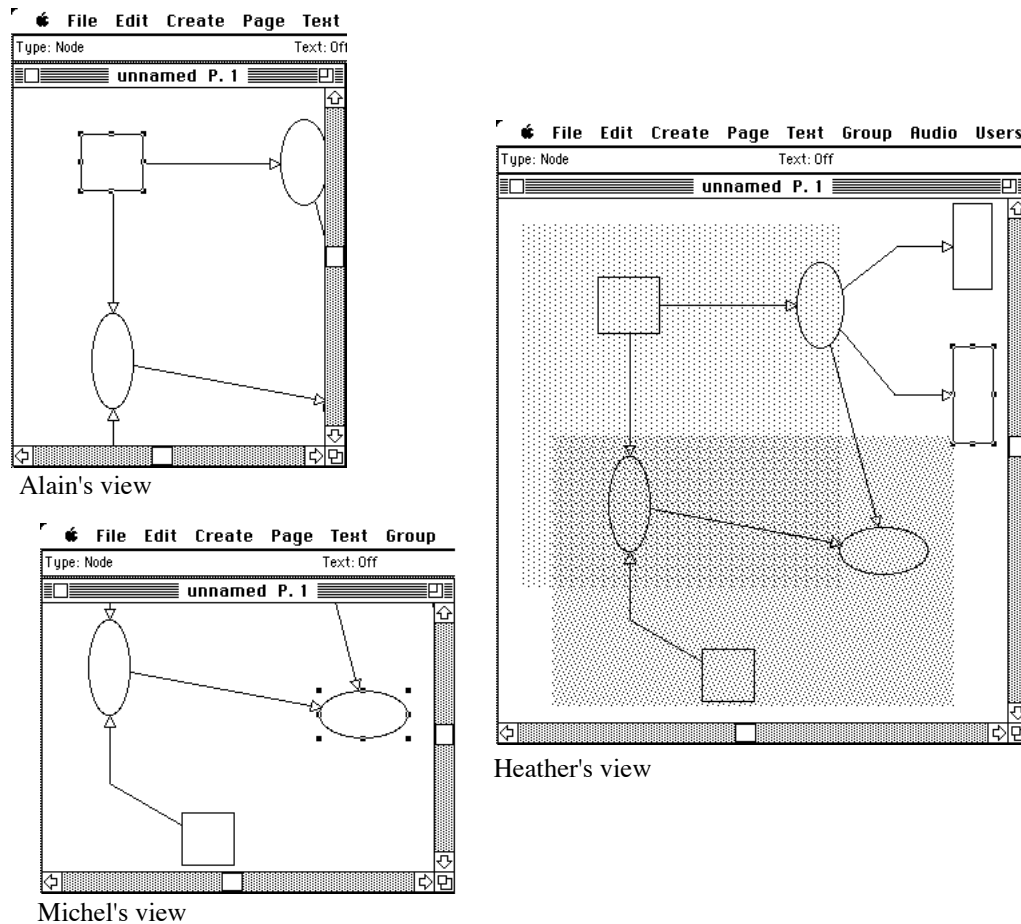 File Edit Create Page Text
Type: Node Text: Off
unnamed P. 1
Alain's view
File Edit Create Page Text Group Audio Users
Type: Node Text: Off
unnamed P. 1
Heather's view
File Edit Create Page Text Group
Type: Node Text: Off
unnamed P. 1
Michel's view